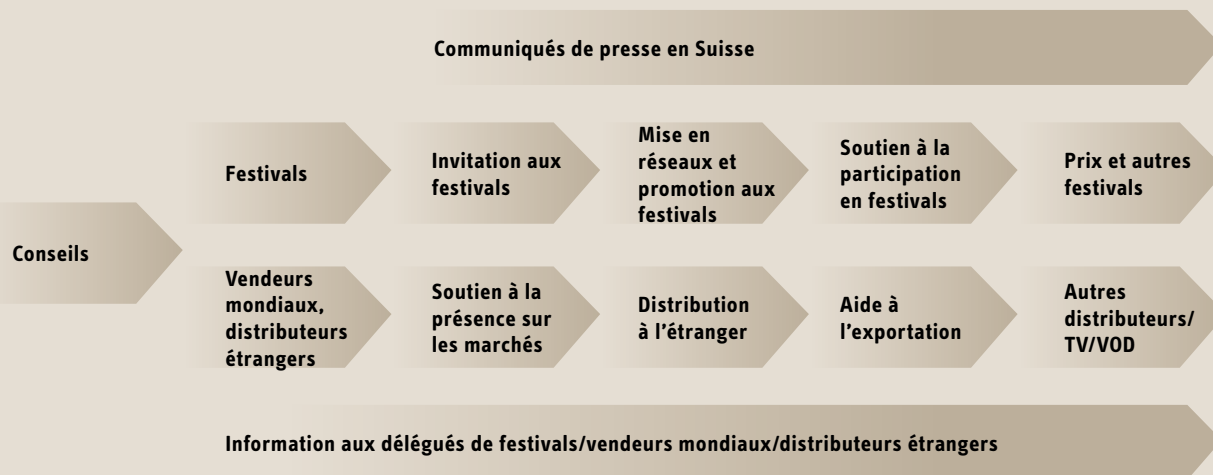 Communiqués de presse en Suisse
Festivals
Invitation aux
festivals
Mise en
réseaux et
promotion aux
festivals
Soutien à la
participation
en festivals
Prix et autres
festivals
Conseils
Vendeurs
mondiaux,
distributeurs
étrangers
Soutien à la
présence sur
les marchés
Distribution
à l'étranger
Aide à
l'exportation
Autres
distributeurs/
TV/VOD
Information aux délégués de festivals/vendeurs mondiaux/distributeurs étrangers